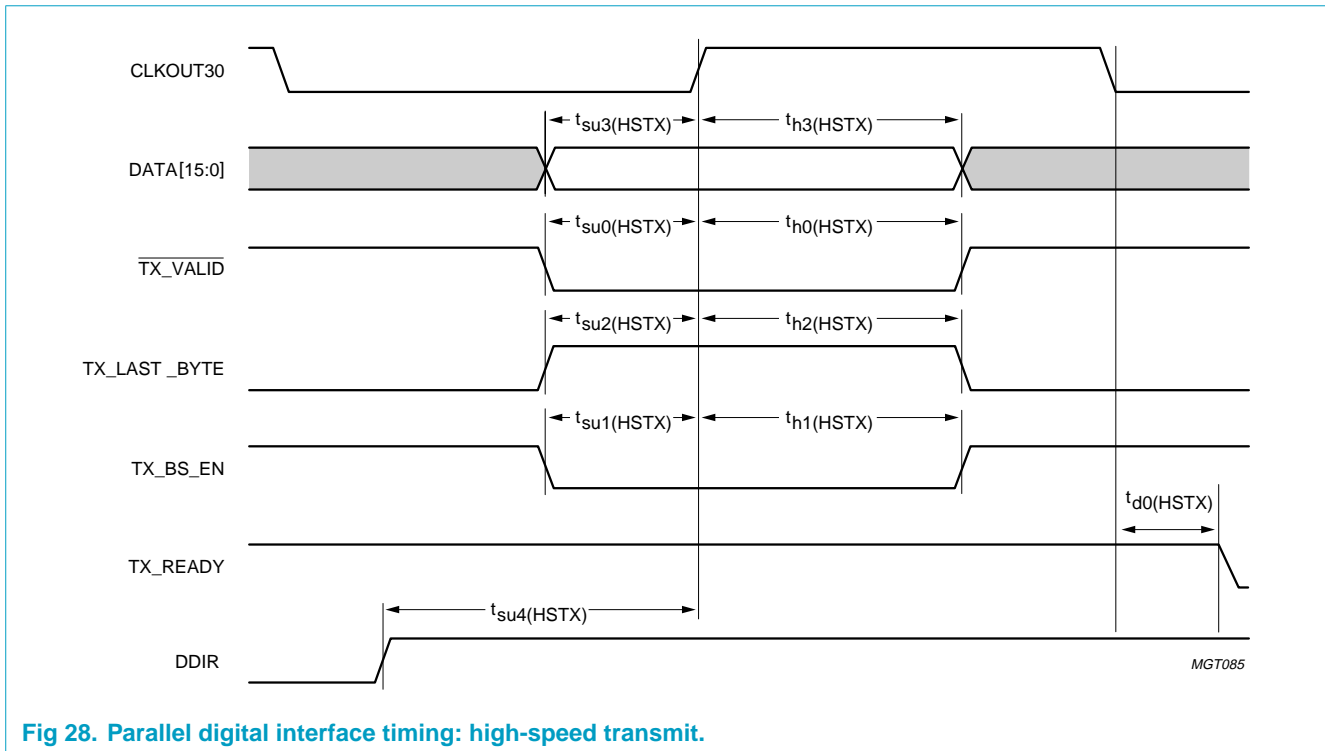 CLKOUT30
tsu3(HSTX) th3(HSTX)
DATA[15:0]
tsu0(HSTX) th0(HSTX)
TX_VALID
tsu2(HSTX) th2(HSTX)
TX_LAST _BYTE
tsu1(HSTX) th1(HSTX)
TX_BS_EN
td0(HSTX)
TX_READY
tsu4(HSTX)
DDIR
MGT085
Fig 28. Parallel digital interface timing: high-speed transmit.